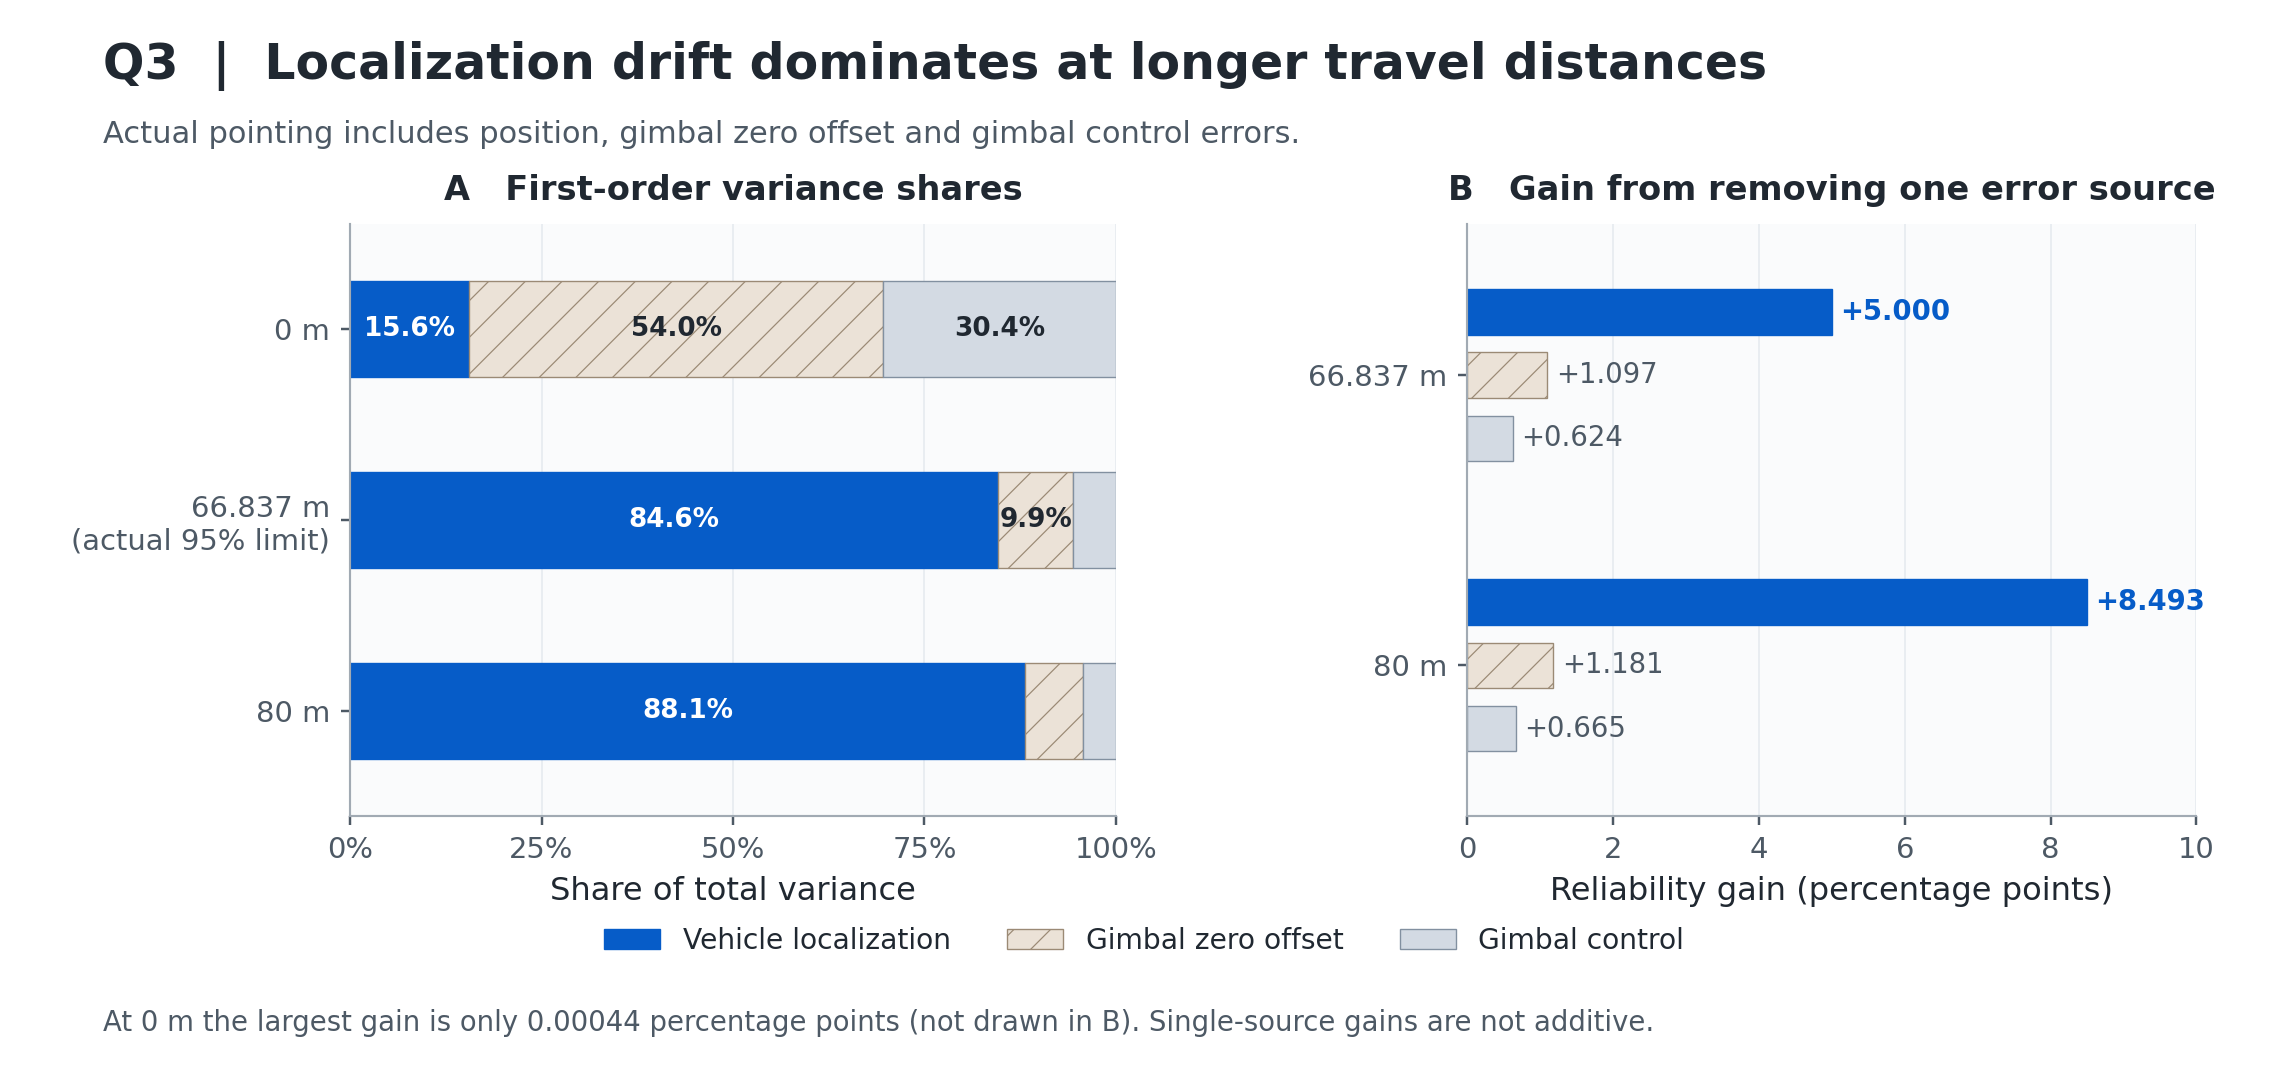 Q3 | Localization drift dominates at longer travel distances
Actual pointing includes position, gimbal zero offset and gimbal control errors.
A First-order variance shares
0 m
15.6%
54.0%
30.4%
66.837 m
(actual 95% limit)
84.6%
9.9%
80 m
88.1%
0%
25%
50%
75%
100%
Share of total variance
B Gain from removing one error source
+5.000
66.837 m
+1.097
+0.624
+8.493
80 m
+1.181
+0.665
0
2
4
6
8
10
Reliability gain (percentage points)
Vehicle localization
Gimbal zero offset
Gimbal control
At 0 m the largest gain is only 0.00044 percentage points (not drawn in B). Single-source gains are not additive.